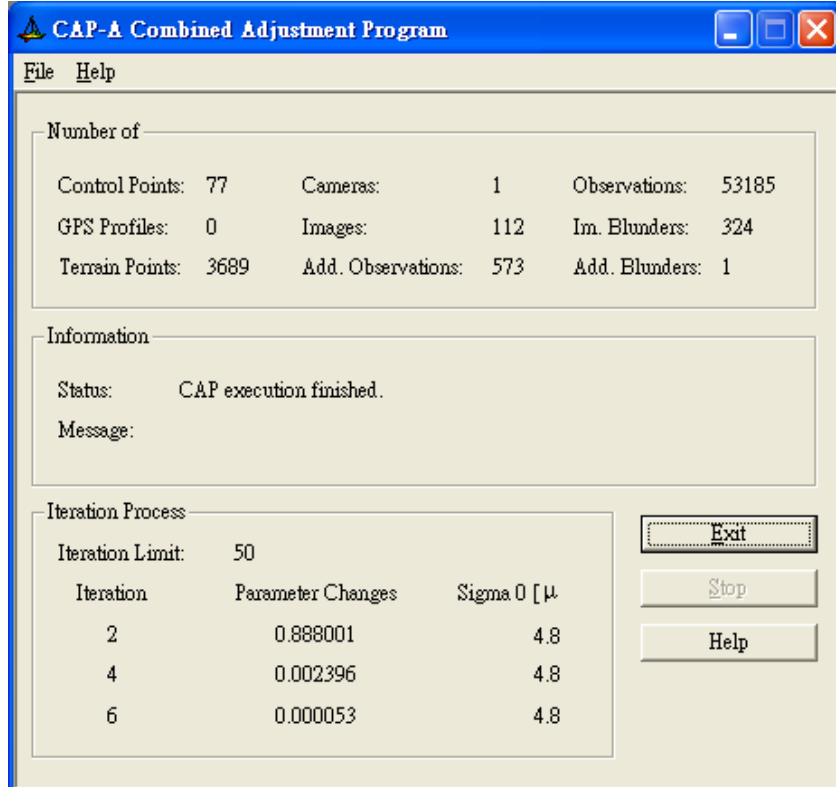 CAP-A Combined Adjustment Program
File Help
Number of
Control Points: 77 Cameras: 1 Observations: 53185
GPS Profiles: 0 Images: 112 Im. Blunders: 324
Terrain Points: 3689 Add. Observations: 573 Add. Blunders: 1
Information
Status: CAP execution finished.
Message:
Iteration Process
Iteration Limit: 50
Iteration Parameter Changes Sigma 0 [ μ
2 0.888001 4.8
4 0.002396 4.8
6 0.000053 4.8
Exit
Stop
Help